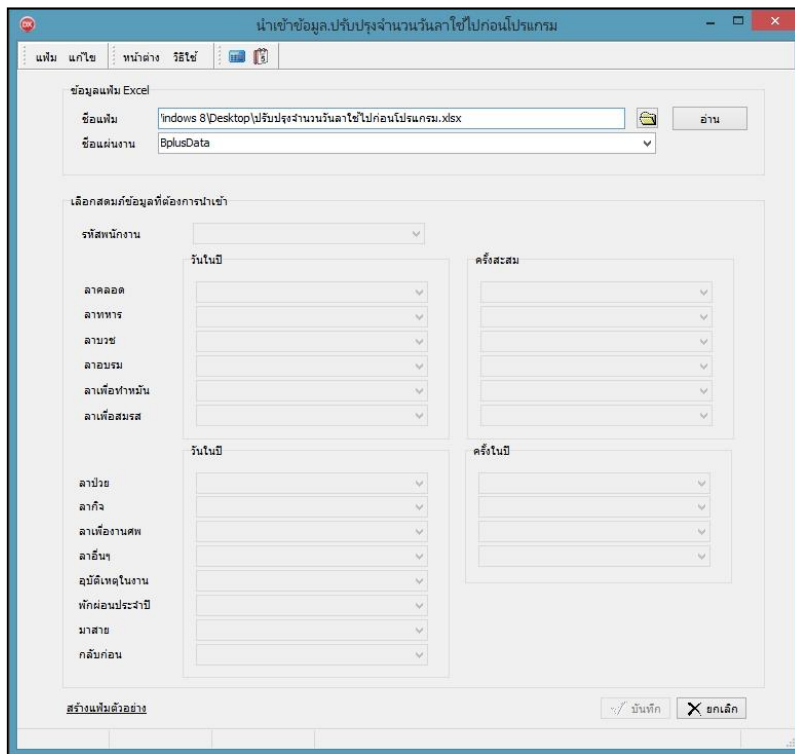 นำเข้าข้อมูล.ปรับปรุงจำนวนวันลาใช้ไปก่อนโปรแกรม
แฟ้ม แก้ไข หน้าต่าง วิธีใช้
ข้อมูลแฟ้ม Excel
ชื่อแฟ้ม 'indows 8\Desktop\ปรับปรุงจำนวนวันลาใช้ไปก่อนโปรแกรม.xlsx อ่าน
ชื่อแผ่นงาน BplusData
เลือกสดมภ์ข้อมูลที่ต้องการนำเข้า
รหัสพนักงาน
วันในปี ครั้งสะสม
ลาคลอด
ลาทหาร
ลาบวช
ลาอบรม
ลาเพื่อทำหมัน
ลาเพื่อสมรส
วันในปี ครั้งในปี
ลาป่วย
ลากิจ
ลาเพื่องานศพ
ลาอื่นๆ
อุบัติเหตุในงาน
พักผ่อนประจำปี
มาสาย
กลับก่อน
สร้างแฟ้มตัวอย่าง บันทึก ยกเลิก